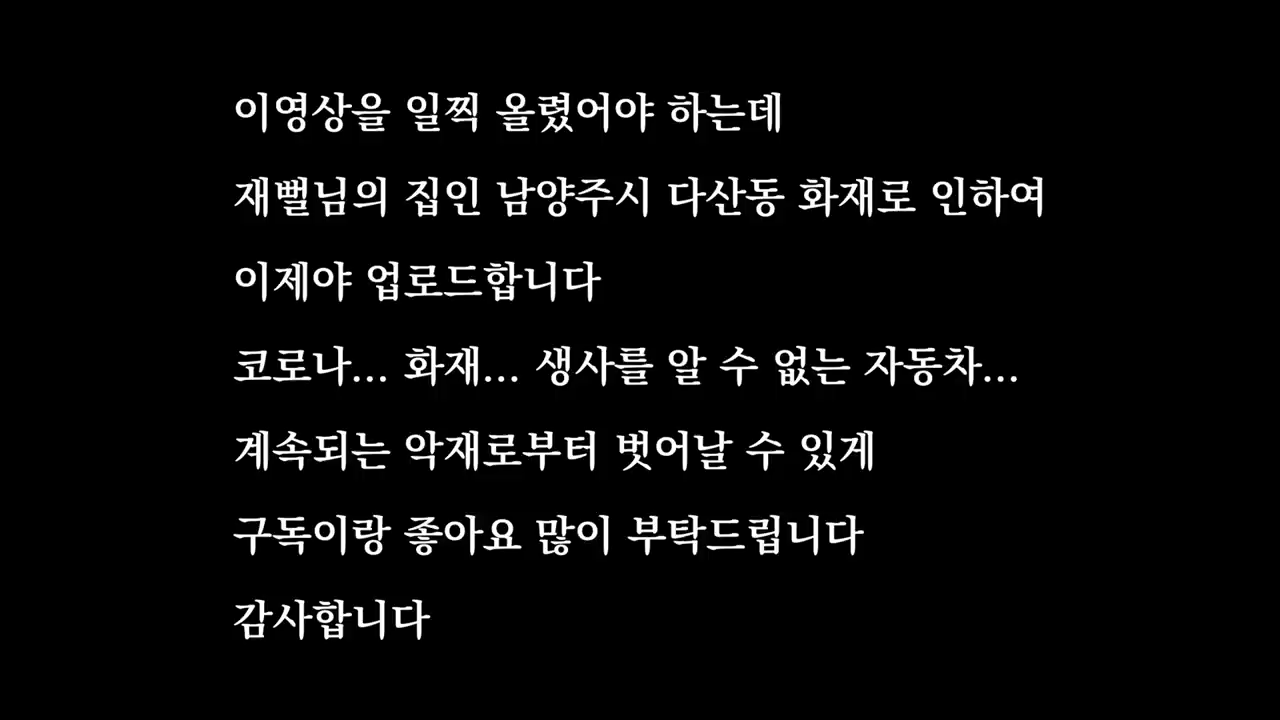 이영상을 일찍 올렸어야 하는데
재뻘님의 집인 남양주시 다산동 화재로 인하여
이제야 업로드합니다
코로나... 화재... 생사를 알 수 없는 자동차...
계속되는 악재로부터 벗어날 수 있게
구독이랑 좋아요 많이 부탁드립니다
감사합니다